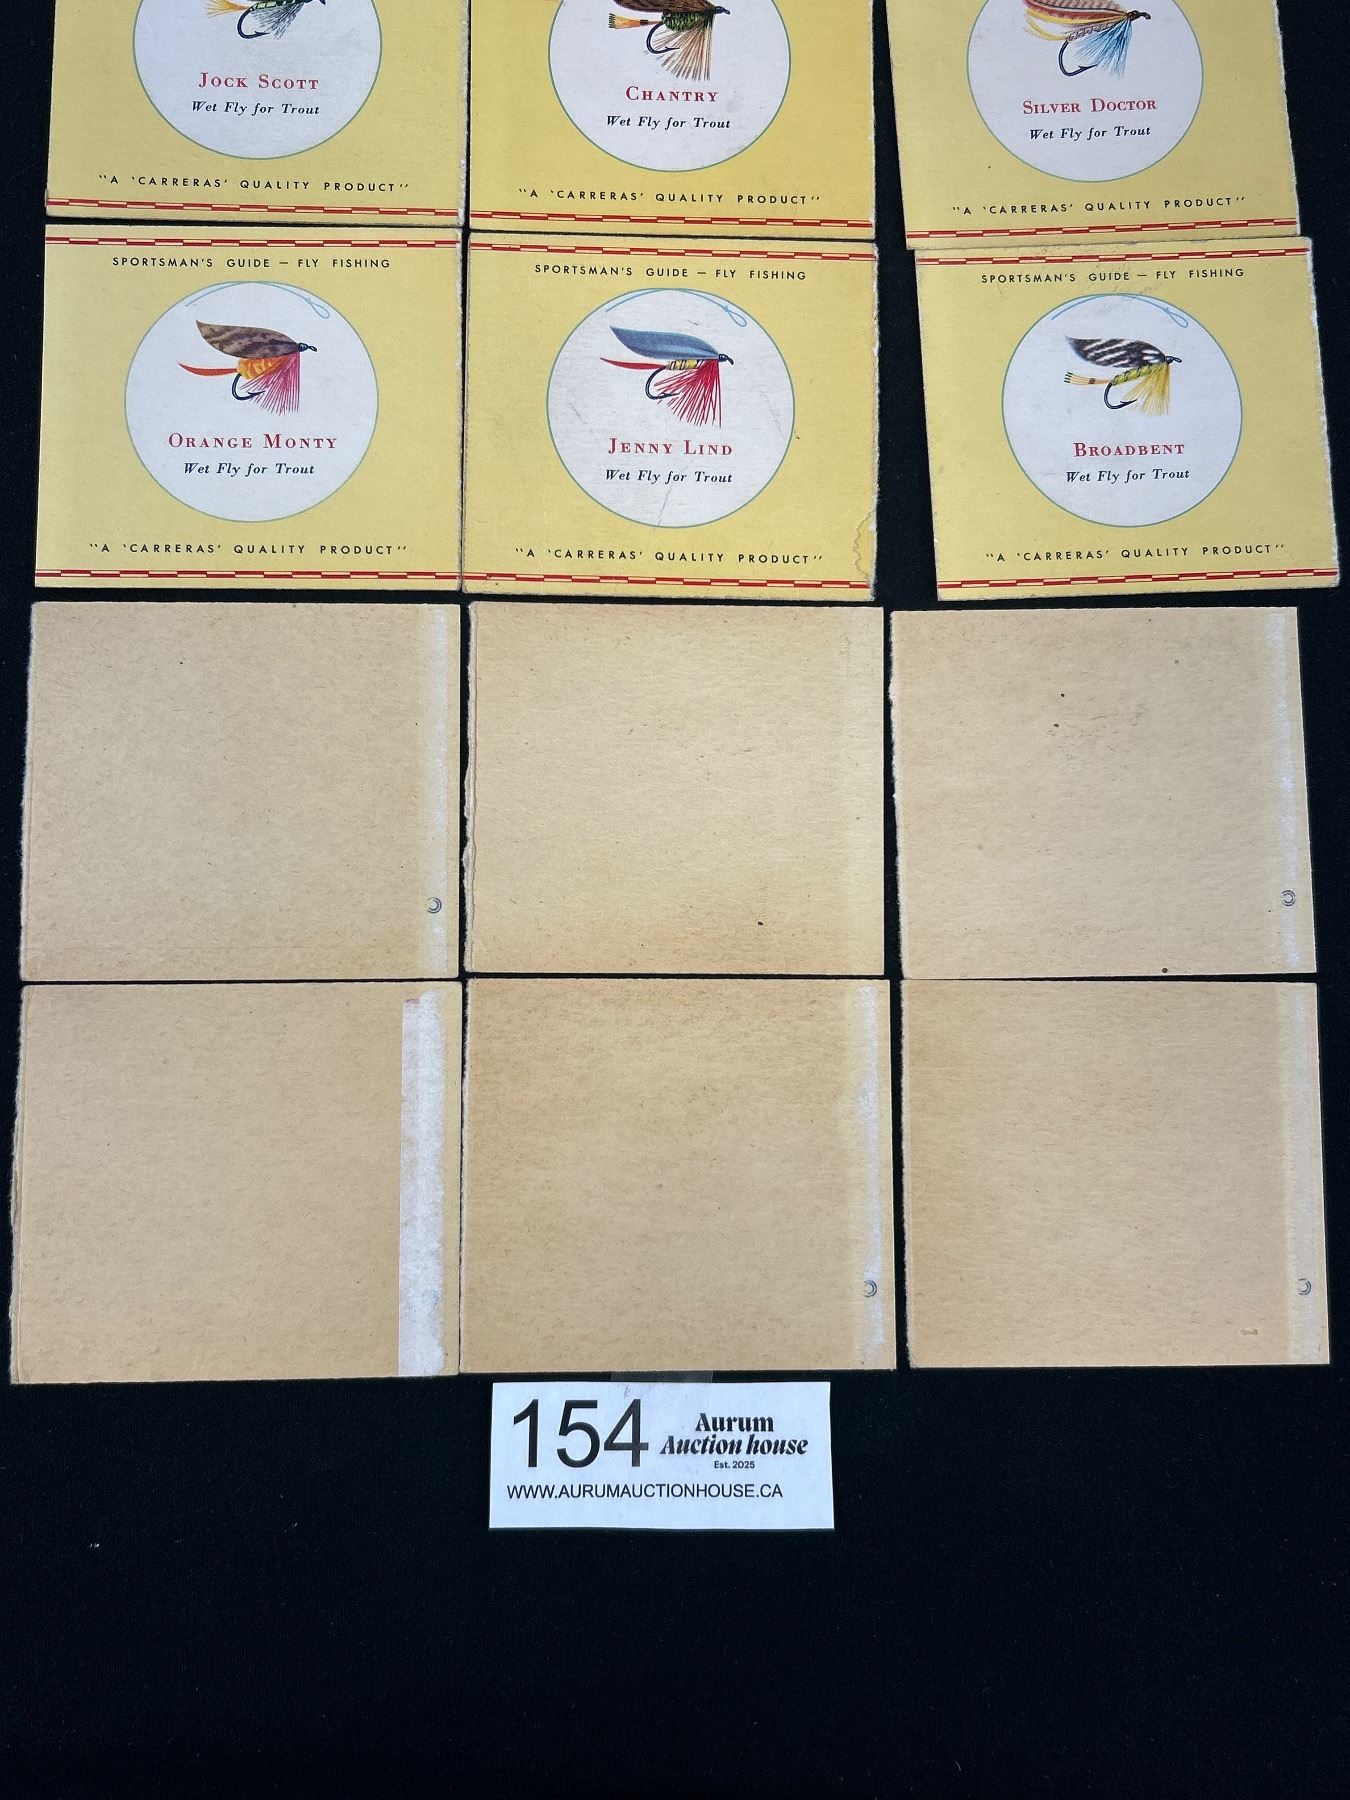 JOCK SCOTT
Wet Fly for Trout
"A 'CARRERAS' QUALITY PRODUCT"
CHANTRY
Wet Fly for Trout
"A 'CARRERAS' QUALITY PRODUCT"
SILVER DOCTOR
Wet Fly for Trout
"A 'CARRERAS' QUALITY PRODUCT"
SPORTSMAN'S GUIDE — FLY FISHING
ORANGE MONTY
Wet Fly for Trout
"A 'CARRERAS' QUALITY PRODUCT"
SPORTSMAN'S GUIDE — FLY FISHING
JENNY LIND
Wet Fly for Trout
"A 'CARRERAS' QUALITY PRODUCT"
SPORTSMAN'S GUIDE — FLY FISHING
BROADBENT
Wet Fly for Trout
"A 'CARRERAS' QUALITY PRODUCT"
154
Aurum
Auction house
Est. 2025
WWW.AURUMAUCTIONHOUSE.CA